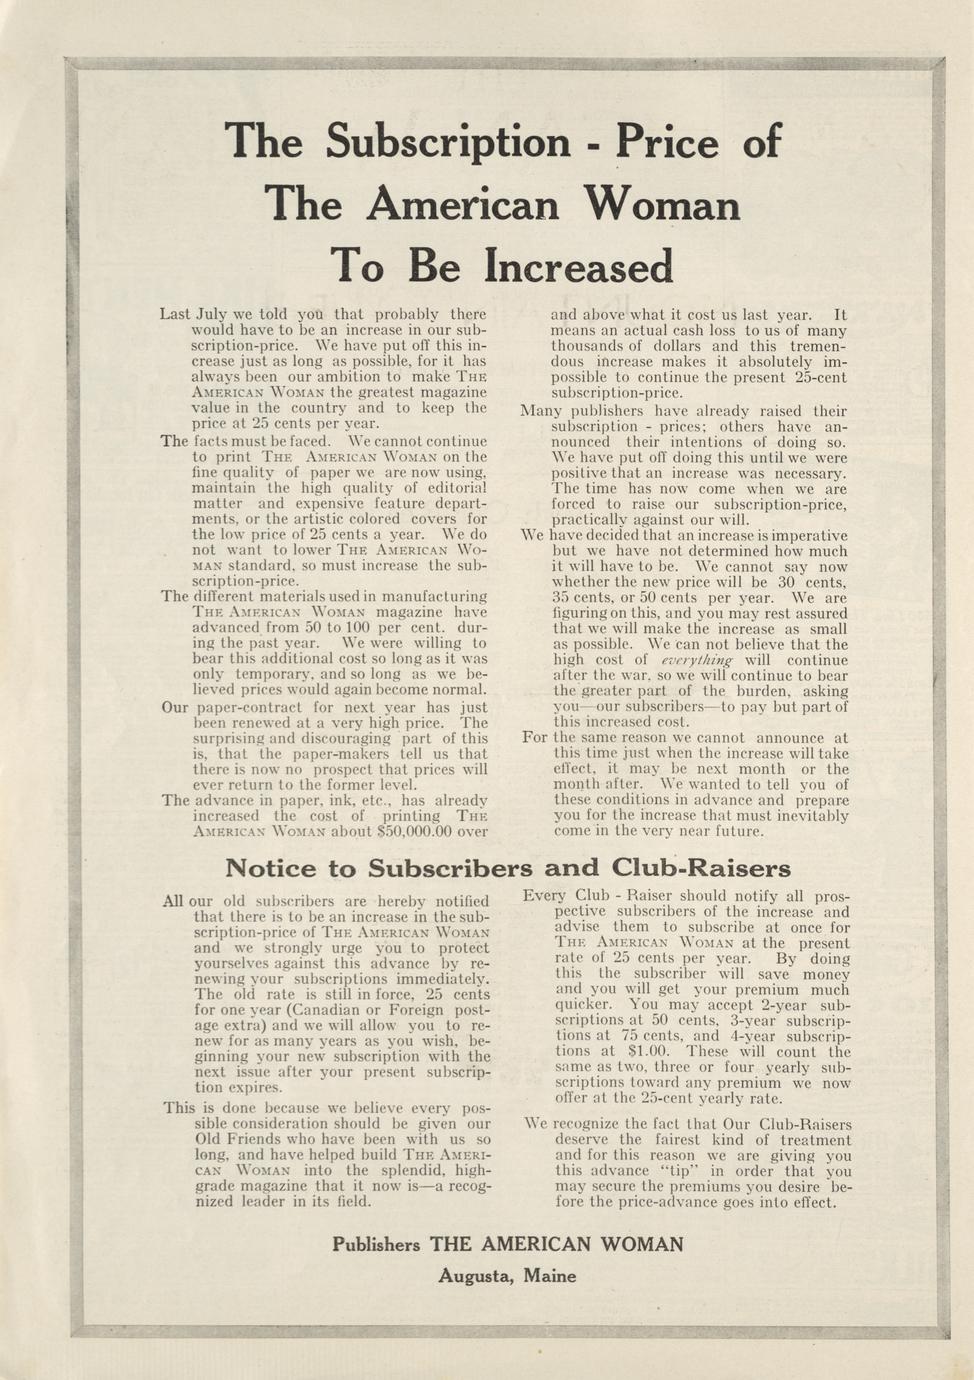 The Subscription - Price of
The American Woman
To Be Increased
Last July we told you that probably there
would have to be an increase in our sub-
scription-price. We have put off this in-
crease just as long as possible, for it has
always been our ambition to make THE
AMERICAN WOMAN the greatest magazine
value in the country and to keep the
price at 25 cents per year.
The facts must be faced. We cannot continue
to print THE AMERICAN WOMAN on the
fine quality of paper we are now using,
maintain the high quality of editorial
matter and expensive feature depart-
ments, or the artistic colored covers for
the low price of 25 cents a year. We do
not want to lower THE AMERICAN WO-
MAN standard, so must increase the sub-
scription-price.
The different materials used in manufacturing
THE AMERICAN WOMAN magazine have
advanced from 50 to 100 per cent. dur-
ing the past year. We were willing to
bear this additional cost so long as it was
only temporary, and so long as we be-
lieved prices would again become normal.
Our paper-contract for next year has just
been renewed at a very high price. The
surprising and discouraging part of this
is, that the paper-makers tell us that
there is now no prospect that prices will
ever return to the former level.
The advance in paper, ink, etc., has already
increased the cost of printing THE
AMERICAN WOMAN about $50,000.00 over
and above what it cost us last year. It
means an actual cash loss to us of many
thousands of dollars and this tremen-
dous increase makes it absolutely im-
possible to continue the present 25-cent
subscription-price.
Many publishers have already raised their
subscription - prices; others have an-
nounced their intentions of doing so.
We have put off doing this until we were
positive that an increase was necessary.
The time has now come when we are
forced to raise our subscription-price,
practically against our will.
We have decided that an increase is imperative
but we have not determined how much
it will have to be. We cannot say now
whether the new price will be 30 cents,
35 cents, or 50 cents per year. We are
figuring on this, and you may rest assured
that we will make the increase as small
as possible. We can not believe that the
high cost of everything will continue
after the war, so we will continue to bear
the greater part of the burden, asking
you—our subscribers—to pay but part of
this increased cost.
For the same reason we cannot announce at
this time just when the increase will take
effect, it may be next month or the
month after. We wanted to tell you of
these conditions in advance and prepare
you for the increase that must inevitably
come in the very near future.
Notice to Subscribers and Club-Raisers
All our old subscribers are hereby notified
that there is to be an increase in the sub-
scription-price of THE AMERICAN WOMAN
and we strongly urge you to protect
yourselves against this advance by re-
newing your subscriptions immediately.
The old rate is still in force, 25 cents
for one year (Canadian or Foreign post-
age extra) and we will allow you to re-
new for as many years as you wish, be-
ginning your new subscription with the
next issue after your present subscrip-
tion expires.
This is done because we believe every pos-
sible consideration should be given our
Old Friends who have been with us so
long, and have helped build THE AMERI-
CAN WOMAN into the splendid, high-
grade magazine that it now is—a recog-
nized leader in its field.
Every Club - Raiser should notify all pros-
pective subscribers of the increase and
advise them to subscribe at once for
THE AMERICAN WOMAN at the present
rate of 25 cents per year. By doing
this the subscriber will save money
and you will get your premium much
quicker. You may accept 2-year sub-
scriptions at 50 cents, 3-year subscrip-
tions at 75 cents, and 4-year subscrip-
tions at $1.00. These will count the
same as two, three or four yearly sub-
scriptions toward any premium we now
offer at the 25-cent yearly rate.
We recognize the fact that Our Club-Raisers
deserve the fairest kind of treatment
and for this reason we are giving you
this advance “tip” in order that you
may secure the premiums you desire be-
fore the price-advance goes into effect.
Publishers THE AMERICAN WOMAN
Augusta, Maine